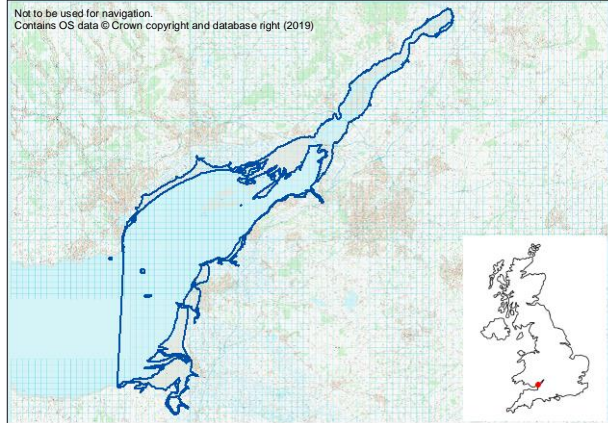 Not to be used for navigation.
Contains OS data © Crown copyright and database right (2019)